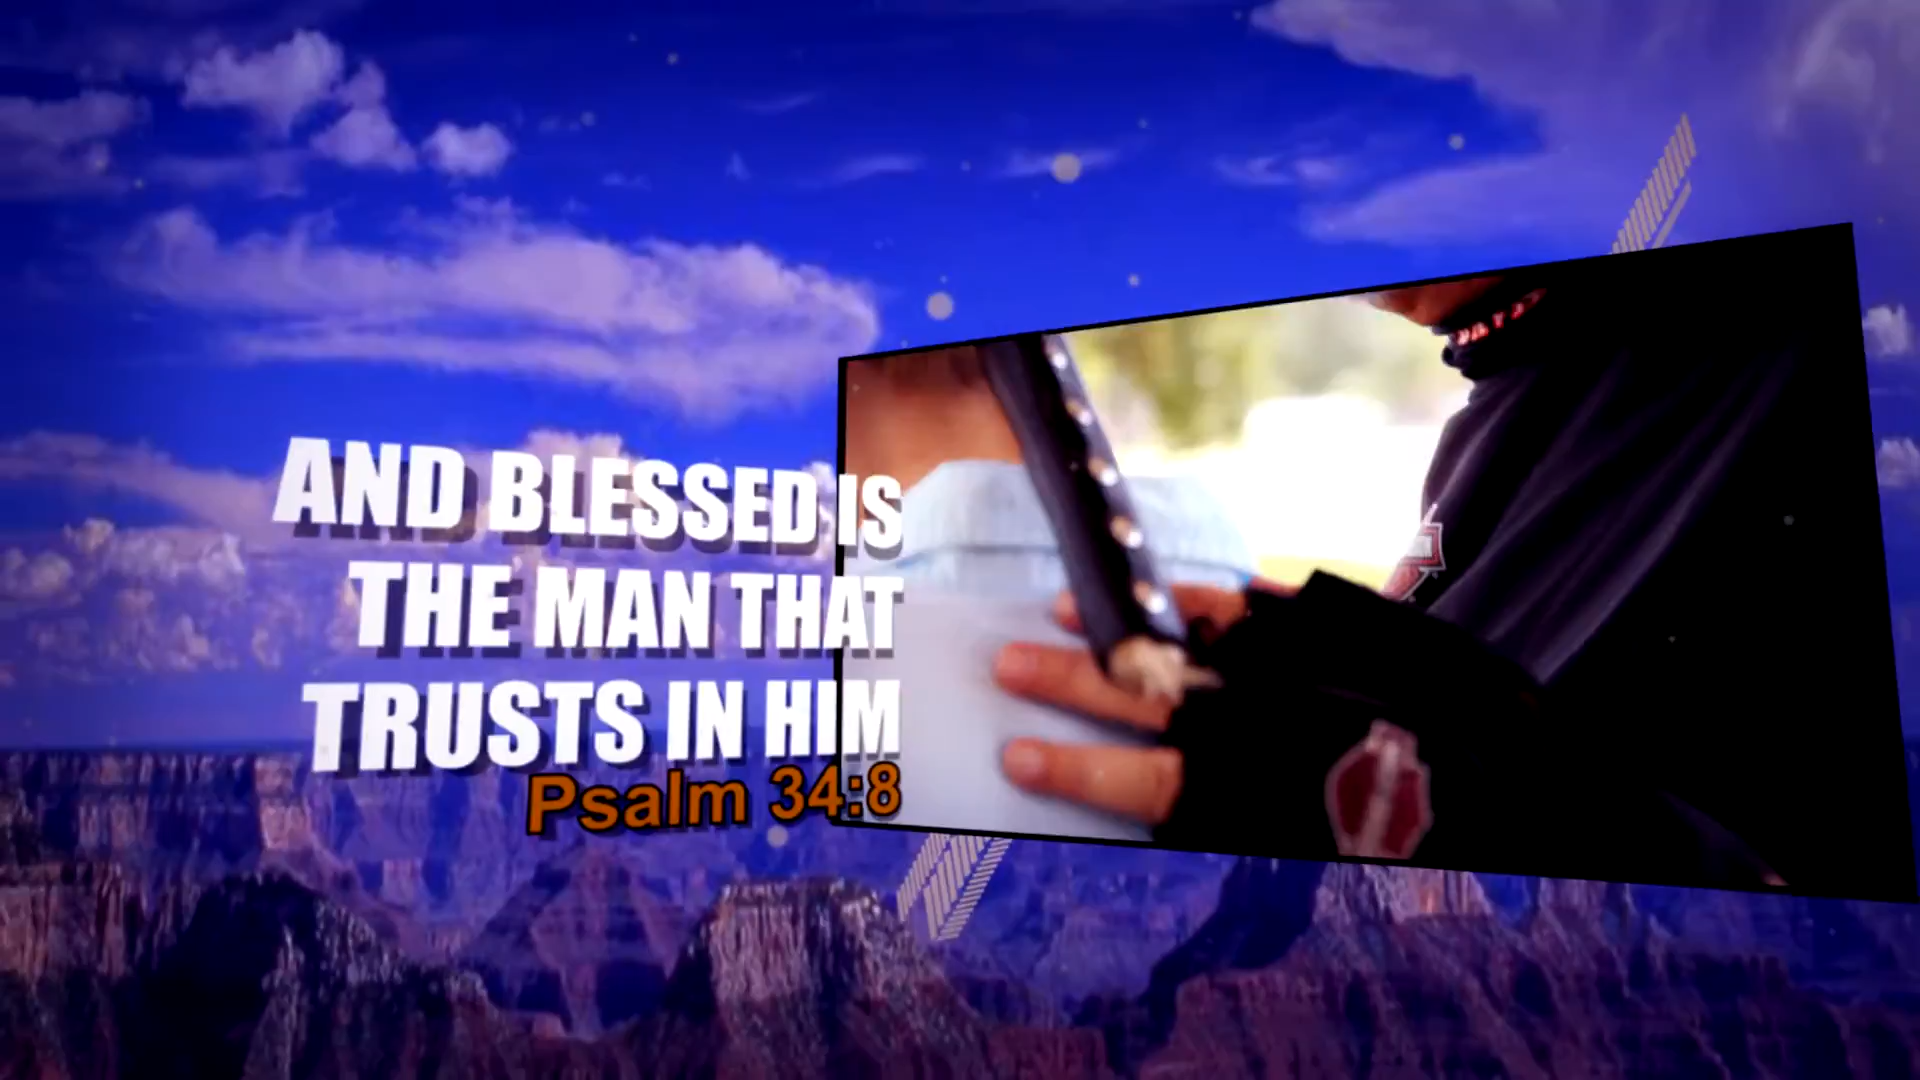 AND BLESSED IS
THE MAN THAT
TRUSTS IN HIM
Psalm 34:8